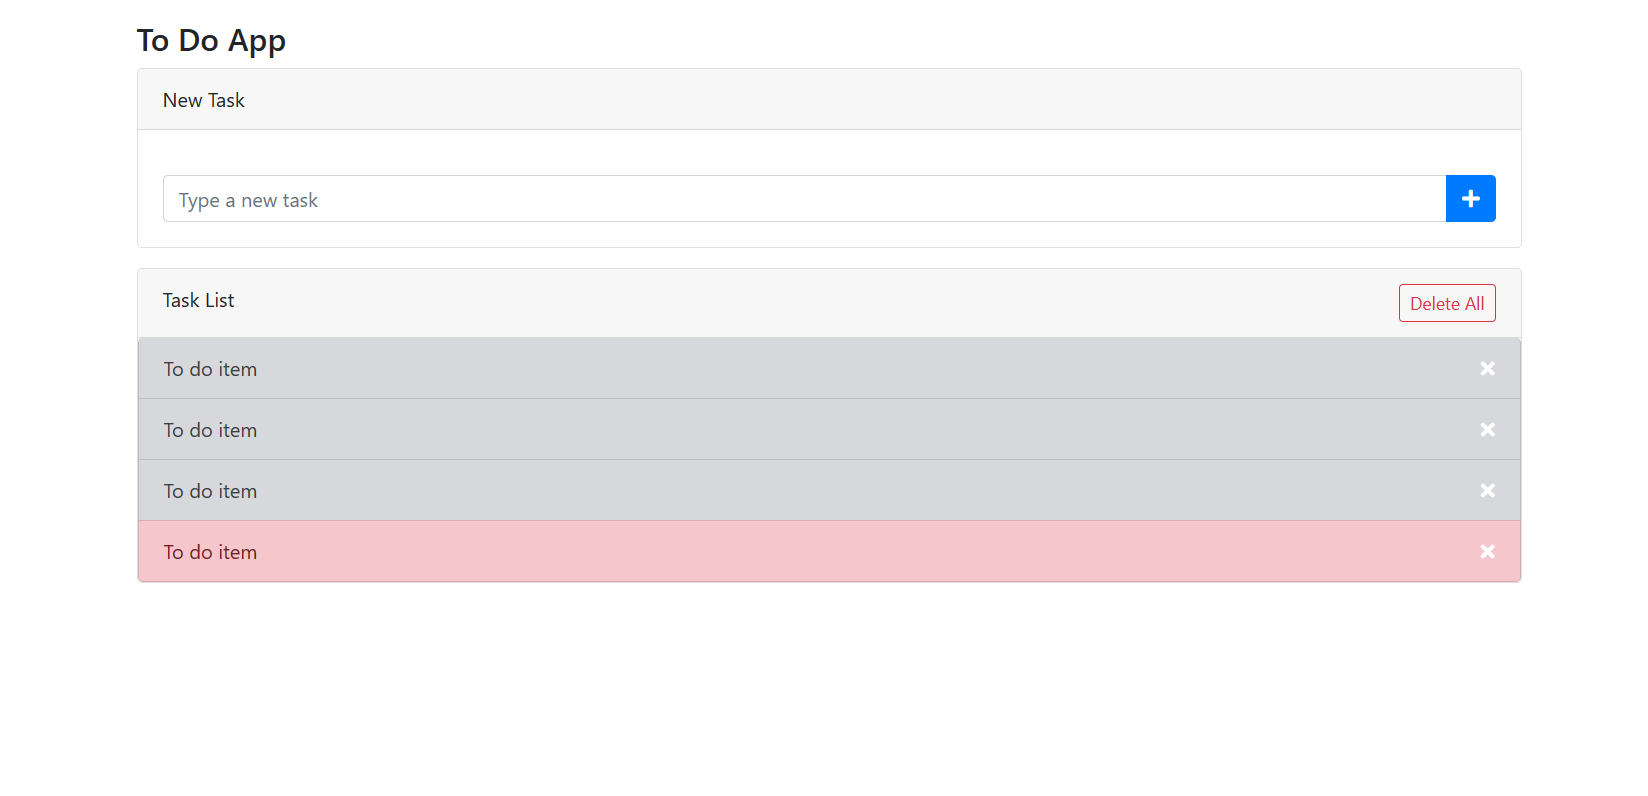 To Do App
New Task
Type a new task
Task List
Delete All
To do item
To do item
To do item
To do item